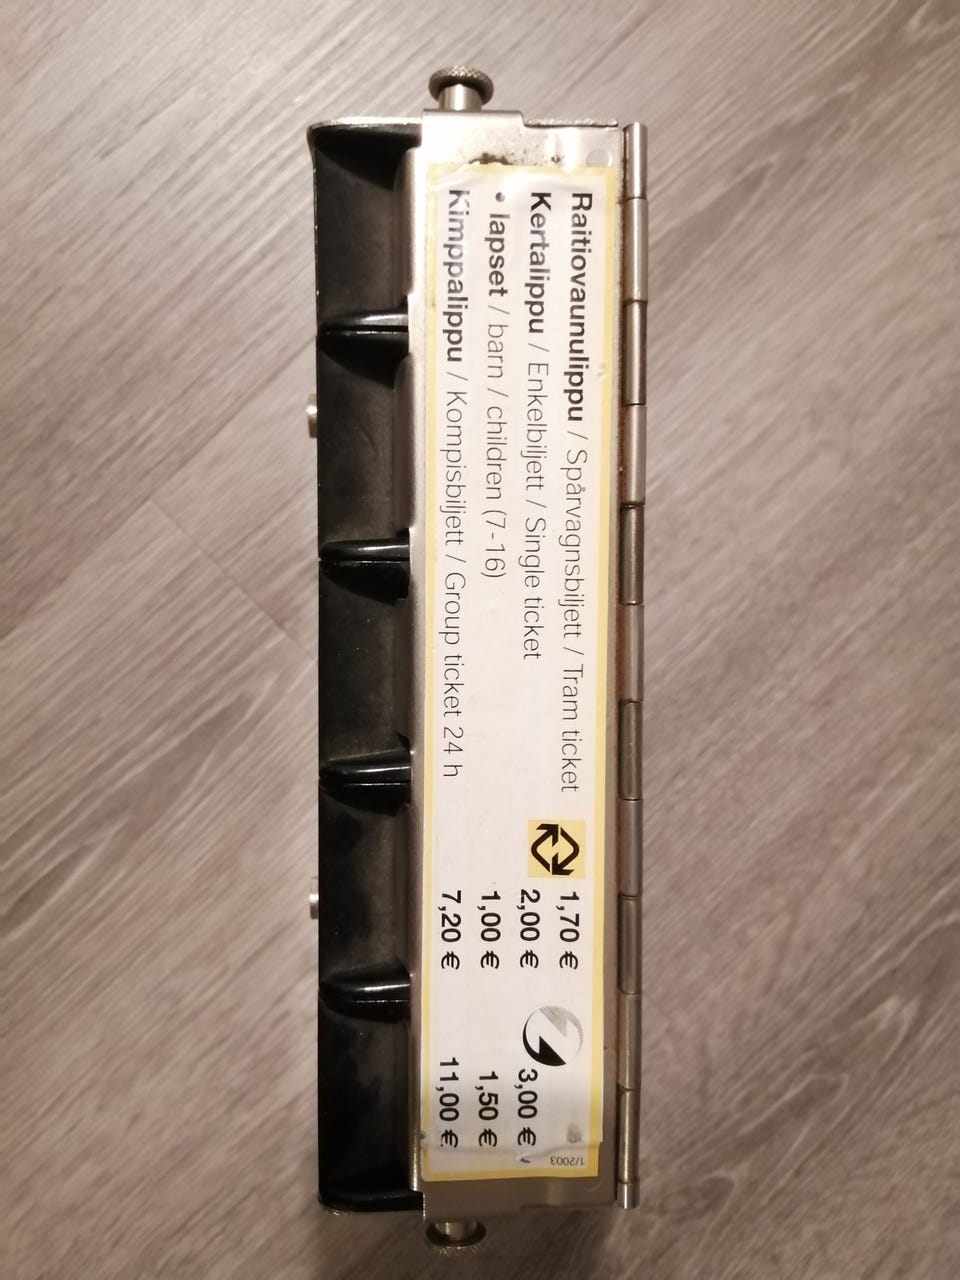 Raitiovaunulippu / Spårvagnsbiljett / Tram ticket 1,70 €
Kertalippu / Enkelbiljett / Single ticket 2,00 € 3,00 €
• lapset / barn / children (7-16) 1,00 € 1,50 €
Kimppalippu / Kompisbiljett / Group ticket 24 h 7,20 € 11,00 €
1/2003